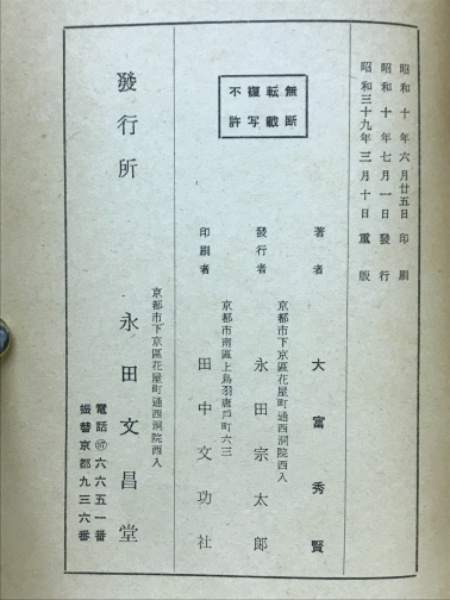 昭和十年六月廿五日印刷
昭和十年七月一日發行
昭和三十九年三月十日重版
無断
転載
複写
不許
著者 大富秀賢
京都市下京區花屋町通西洞院西入
發行者 永田宗太郎
京都市南區上鳥羽唐戸町六三
印刷者 田中文功社
發行所
京都市下京區花屋町通西洞院西入
永田文昌堂
電話 六六五一番
振替京都九三六番